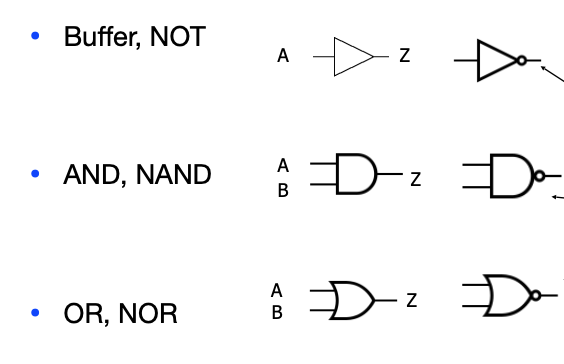 Buffer, NOT
A
Z
AND, NAND
A
B
Z
OR, NOR
A
B
Z